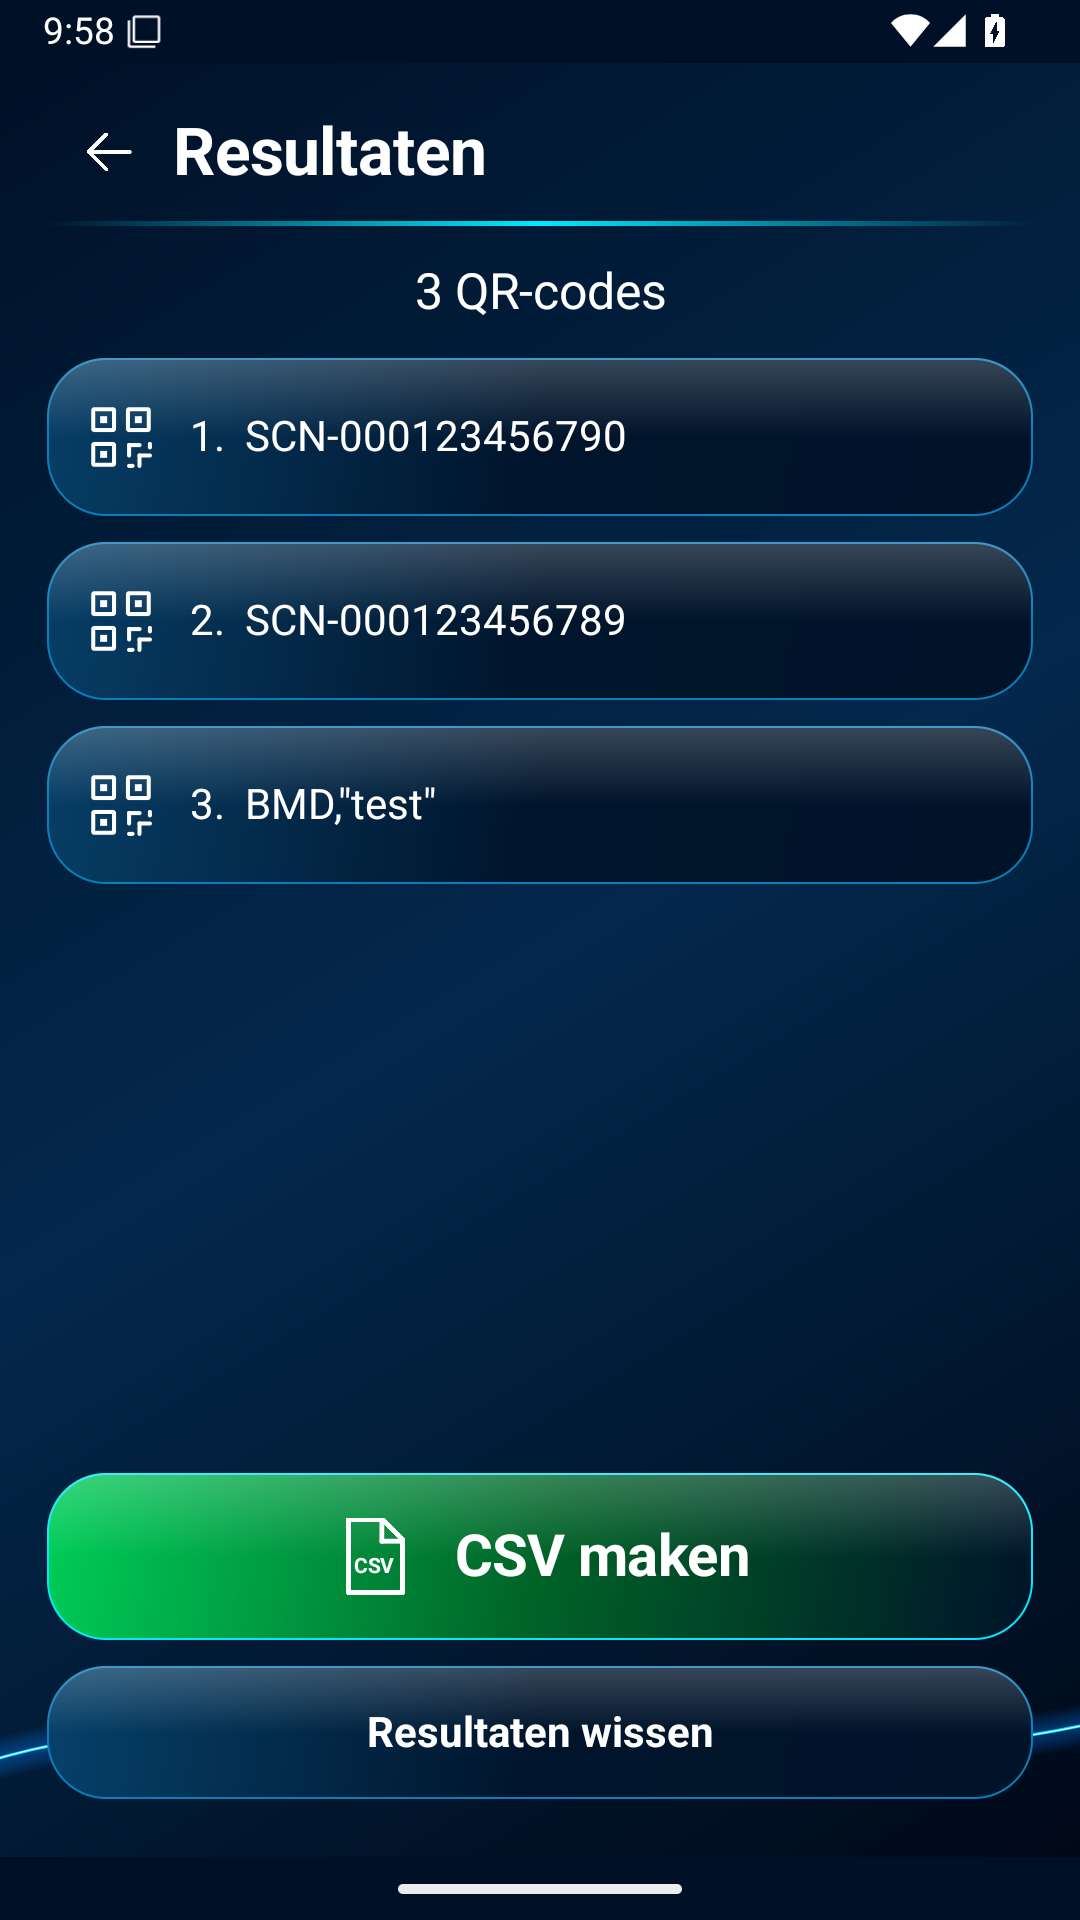 9:58
Resultaten
3 QR-codes
1. SCN-000123456790
2. SCN-000123456789
3. BMD,"test"
CSV
CSV maken
Resultaten wissen